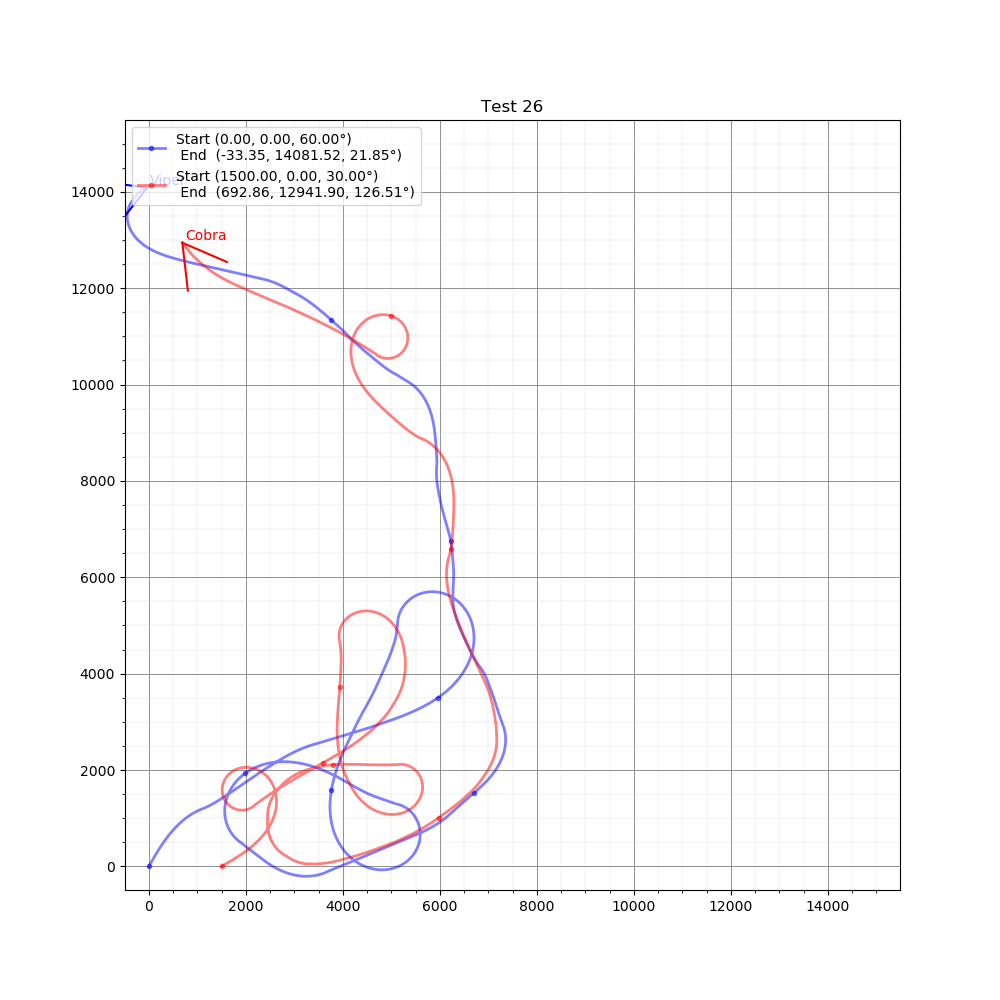 Test 26
Start (0.00, 0.00, 60.00°)
End (-33.35, 14081.52, 21.85°)
Start (1500.00, 0.00, 30.00°)
End (692.86, 12941.90, 126.51°)
Viper
Cobra
14000
12000
10000
8000
6000
4000
2000
0
0 2000 4000 6000 8000 10000 12000 14000